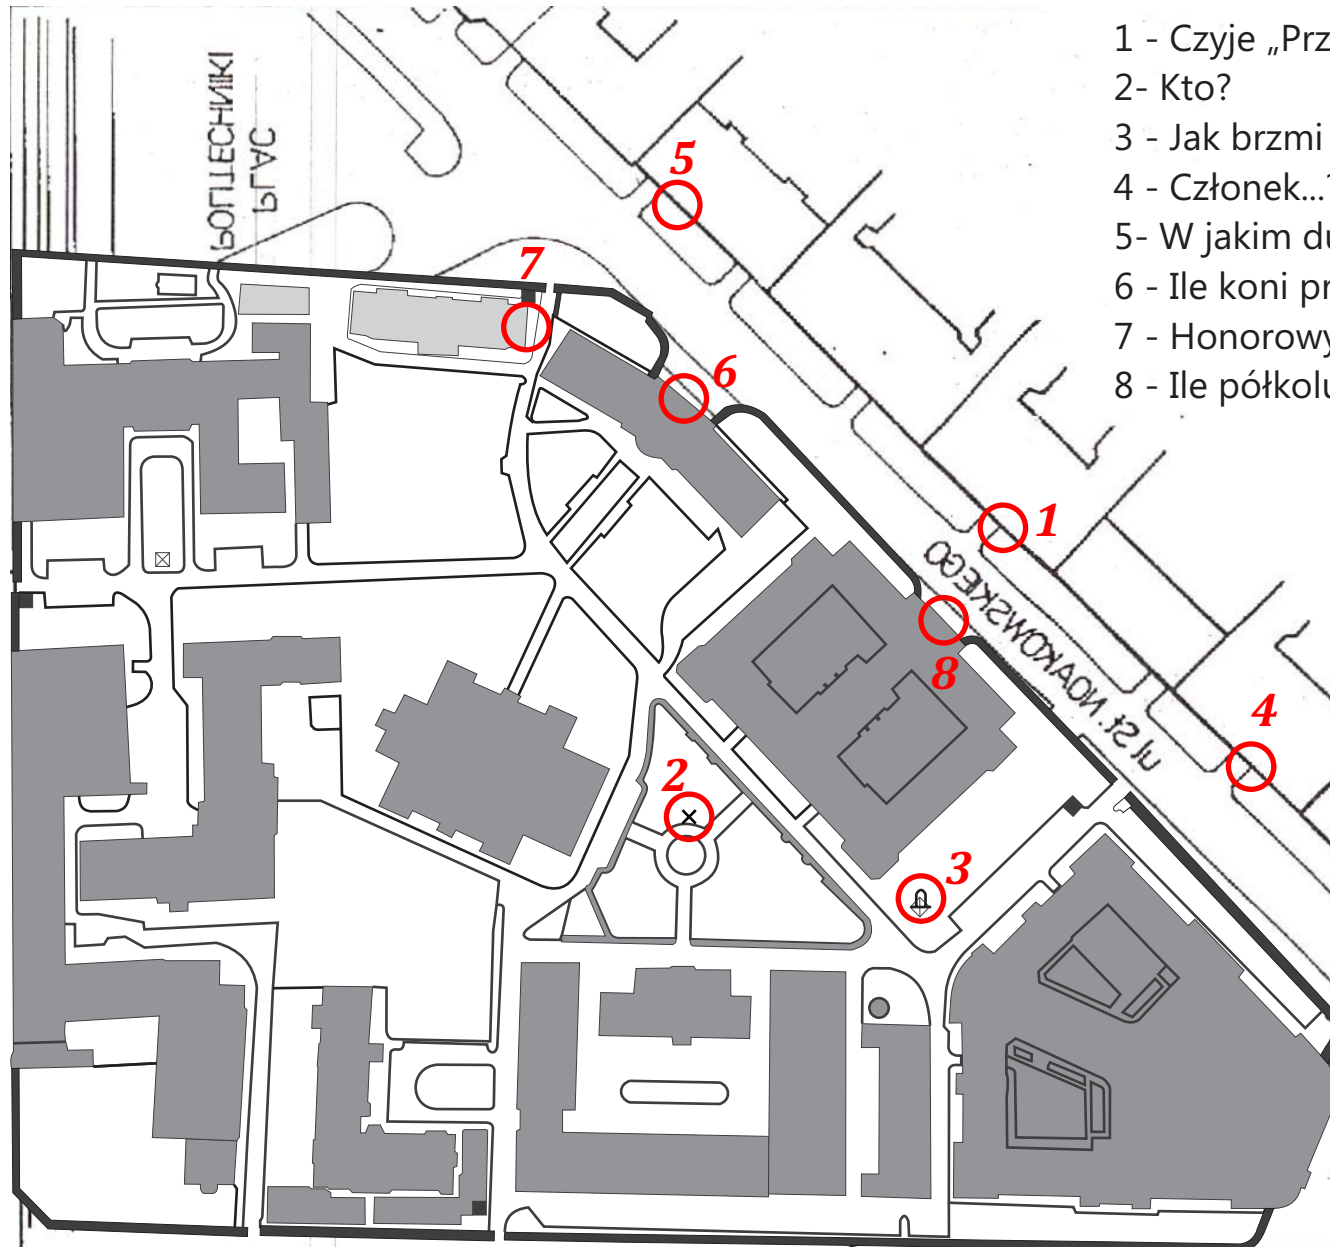 1 - Czyje „Prz
2- Kto?
3 - Jak brzmi
4 - Członek...?
5- W jakim du
6 - Ile koni pr
7 - Honorowy
8 - Ile półkolu
PLAC
POLITECHNIKI
5
7
6
1
ul St. NOAKOWSKIEGO
8
4
2
3